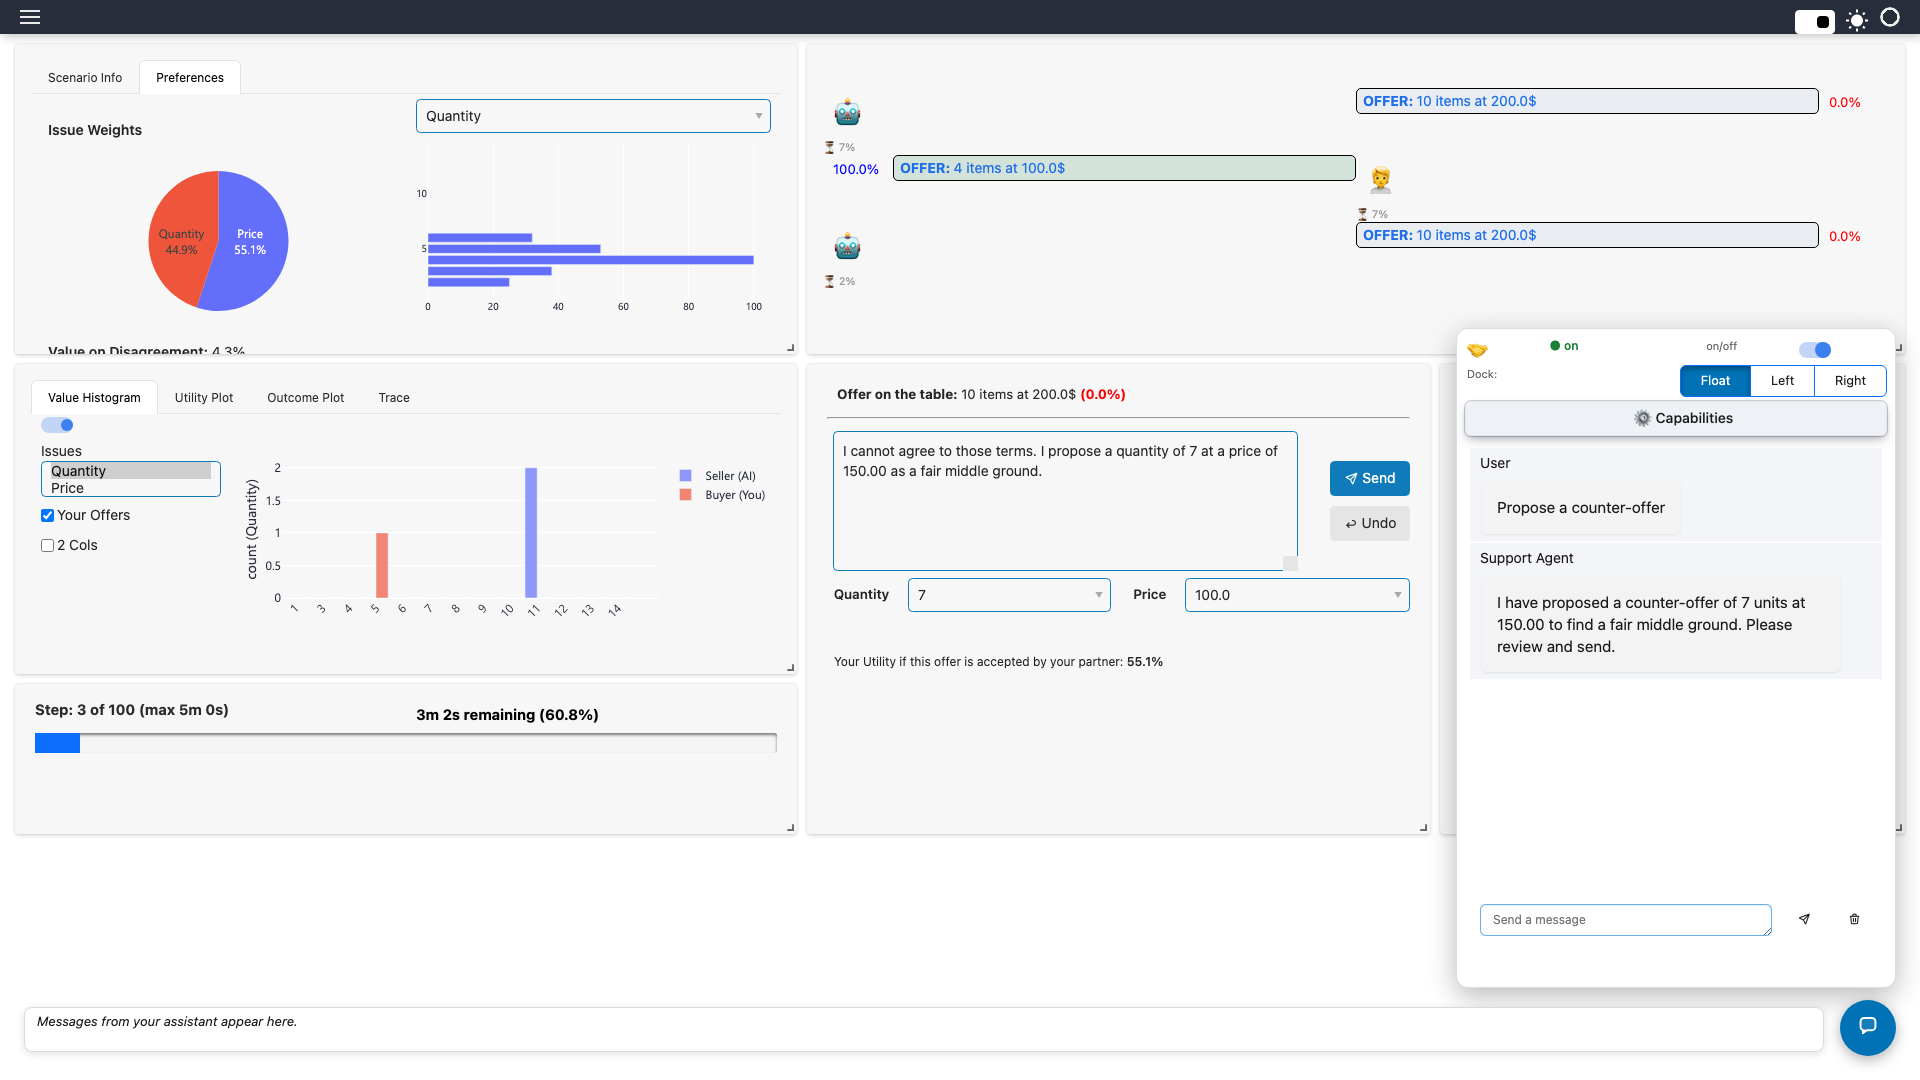 Scenario Info
Preferences
Issue Weights
Quantity
Quantity
44.9%
Price
55.1%
10
5
0
20
40
60
80
100
Value on Disagreement: 4.3%
OFFER: 10 items at 200.0$
0.0%
7%
100.0%
OFFER: 4 items at 100.0$
7%
OFFER: 10 items at 200.0$
0.0%
2%
Value Histogram
Utility Plot
Outcome Plot
Trace
Issues
Quantity
Price
Your Offers
2 Cols
count (Quantity)
2
1.5
1
0.5
0
1
3
4
5
6
7
8
9
10
11
12
13
14
Seller (AI)
Buyer (You)
Step: 3 of 100 (max 5m 0s)
3m 2s remaining (60.8%)
Offer on the table: 10 items at 200.0$ (0.0%)
I cannot agree to those terms. I propose a quantity of 7 at a price of
150.00 as a fair middle ground.
Send
Undo
Quantity
7
Price
100.0
Your Utility if this offer is accepted by your partner: 55.1%
on
on/off
Dock:
Float
Left
Right
Capabilities
User
Propose a counter-offer
Support Agent
I have proposed a counter-offer of 7 units at
150.00 to find a fair middle ground. Please
review and send.
Send a message
Messages from your assistant appear here.